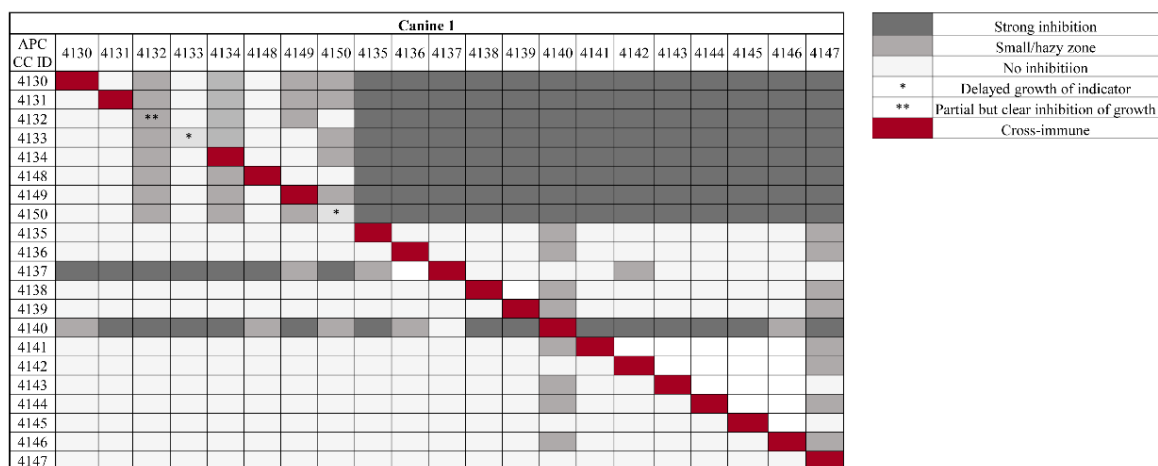 Canine 1
APC
CC ID 4130 4131 4132 4133 4134 4148 4149 4150 4135 4136 4137 4138 4139 4140 4141 4142 4143 4144 4145 4146 4147
4130
4131
4132 ** 
4133 *
4134
4148
4149
4150 *
4135
4136
4137
4138
4139
4140
4141
4142
4143
4144
4145
4146
4147
Strong inhibition
Small/hazy zone
No inhibitiion
* Delayed growth of indicator
** Partial but clear inhibition of growth
Cross-immune